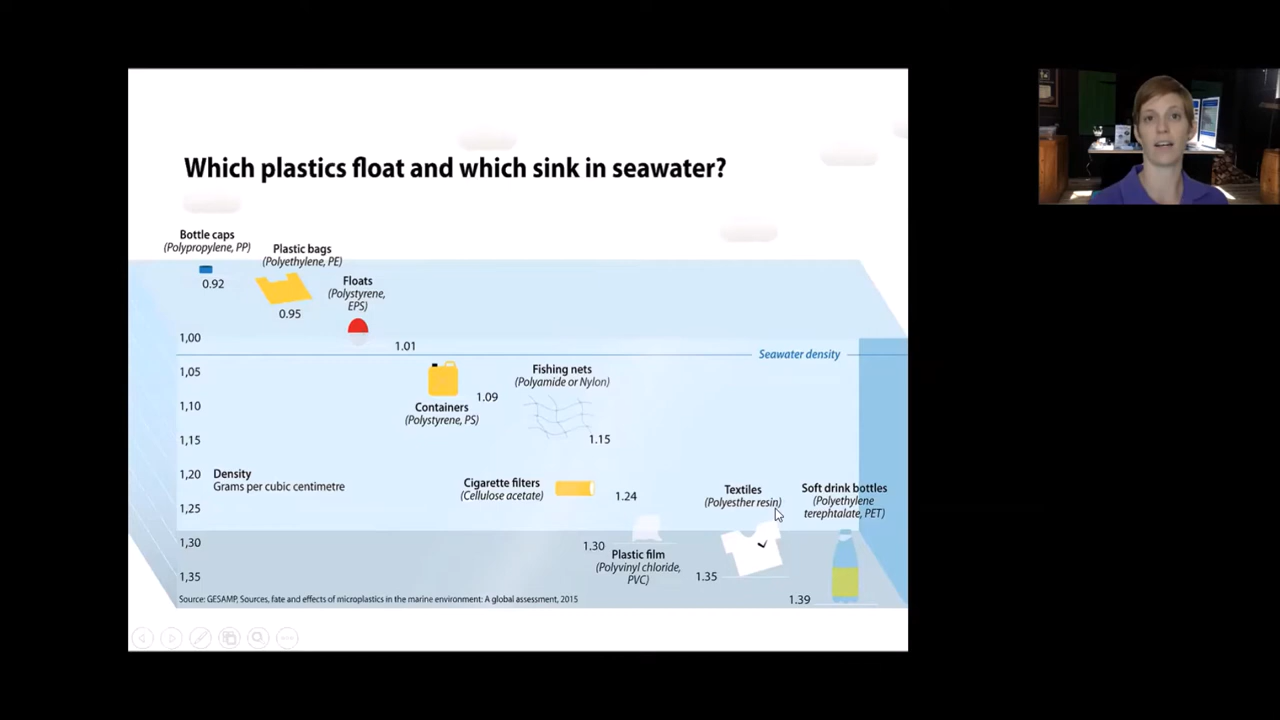 Which plastics float and which sink in seawater?
Bottle caps
(Polypropylene, PP)
0.92
Plastic bags
(Polyethylene, PE)
0.95
Floats
(Polystyrene,
EPS)
1,00
1.01
Seawater density
1,05
Containers
(Polystyrene, PS)
1.09
Fishing nets
(Polyamide or Nylon)
1,10
1.15
1,15
1,20
Density
Grams per cubic centimetre
Cigarette filters
(Cellulose acetate)
1.24
Textiles
(Polyesther resin)
Soft drink bottles
(Polyethylene
terephtalate, PET)
1,25
1,30
1.30
Plastic film
(Polyvinyl chloride,
PVC)
1,35
1.35
1.39
Source: GESAMP, Sources, fate and effects of microplastics in the marine environment: A global assessment, 2015